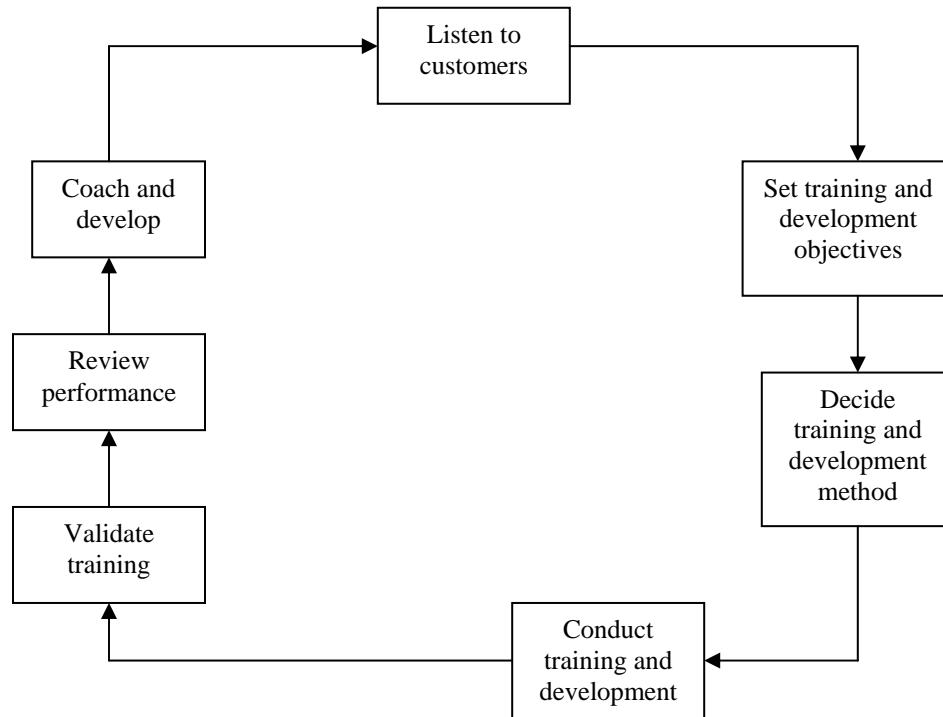 Listen to
customers
Set training and
development
objectives
Decide
training and
development
method
Conduct
training and
development
Validate
training
Review
performance
Coach and
develop